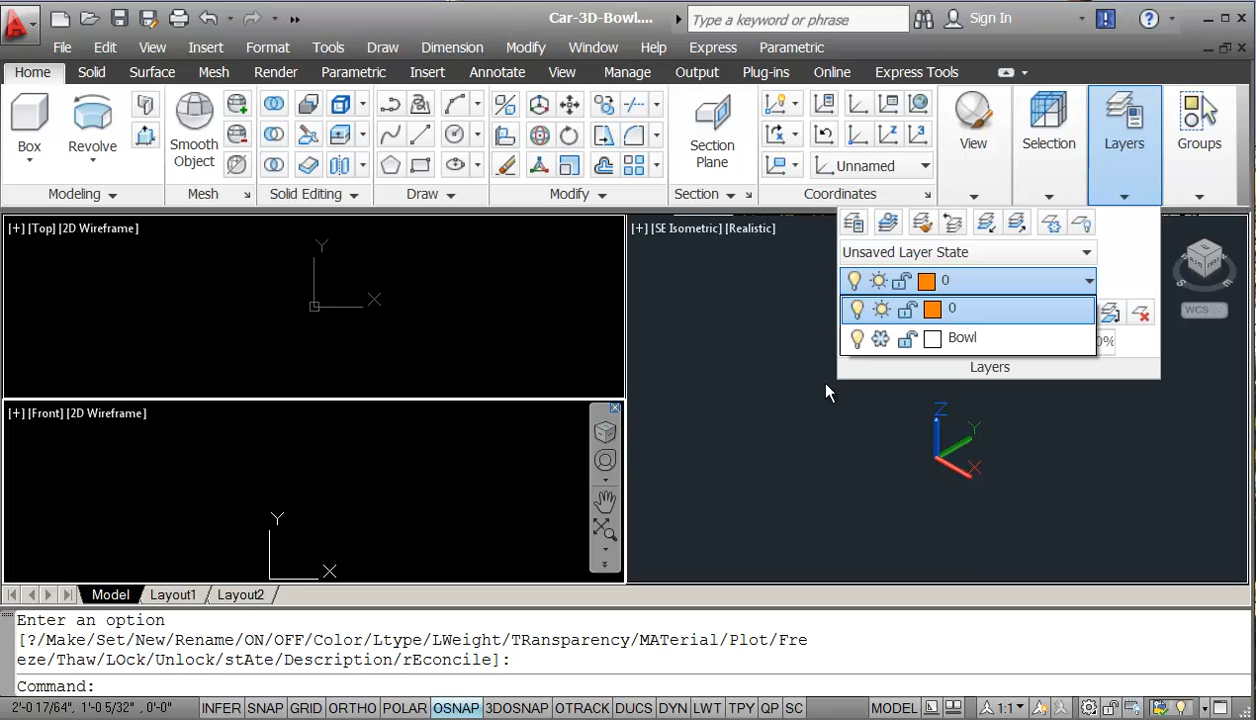 Car-3D-Bowl....
Type a keyword or phrase
Sign In
File Edit View Insert Format Tools Draw Dimension Modify Window Help Express Parametric
Home Solid Surface Mesh Render Parametric Insert Annotate View Manage Output Plug-ins Online Express Tools
Box
Revolve
Smooth
Object
Section
Plane
Unnamed
View
Selection
Layers
Groups
Modeling Mesh Solid Editing Draw Modify Section Coordinates
[+] [Top] [2D Wireframe]
Y
X
[+] [Front] [2D Wireframe]
Y
X
[+] [SE Isometric] [Realistic]
Unsaved Layer State
0
0
Bowl
0%
Layers
S
E
WCS
Z
Y
X
Model Layout1 Layout2
Enter an option
[?/Make/Set/New/Rename/ON/OFF/Color/Ltype/LWeight/TRansparency/MATerial/Plot/Fre
eze/Thaw/LOck/Unlock/stAte/Description/rEconcile]:
Command:
2'-0 17/64", 1'-0 5/32" , 0'-0" INFER SNAP GRID ORTHO POLAR OSNAP 3DOSNAP OTRACK DUCS DYN LWT TPY QP SC MODEL 1:1